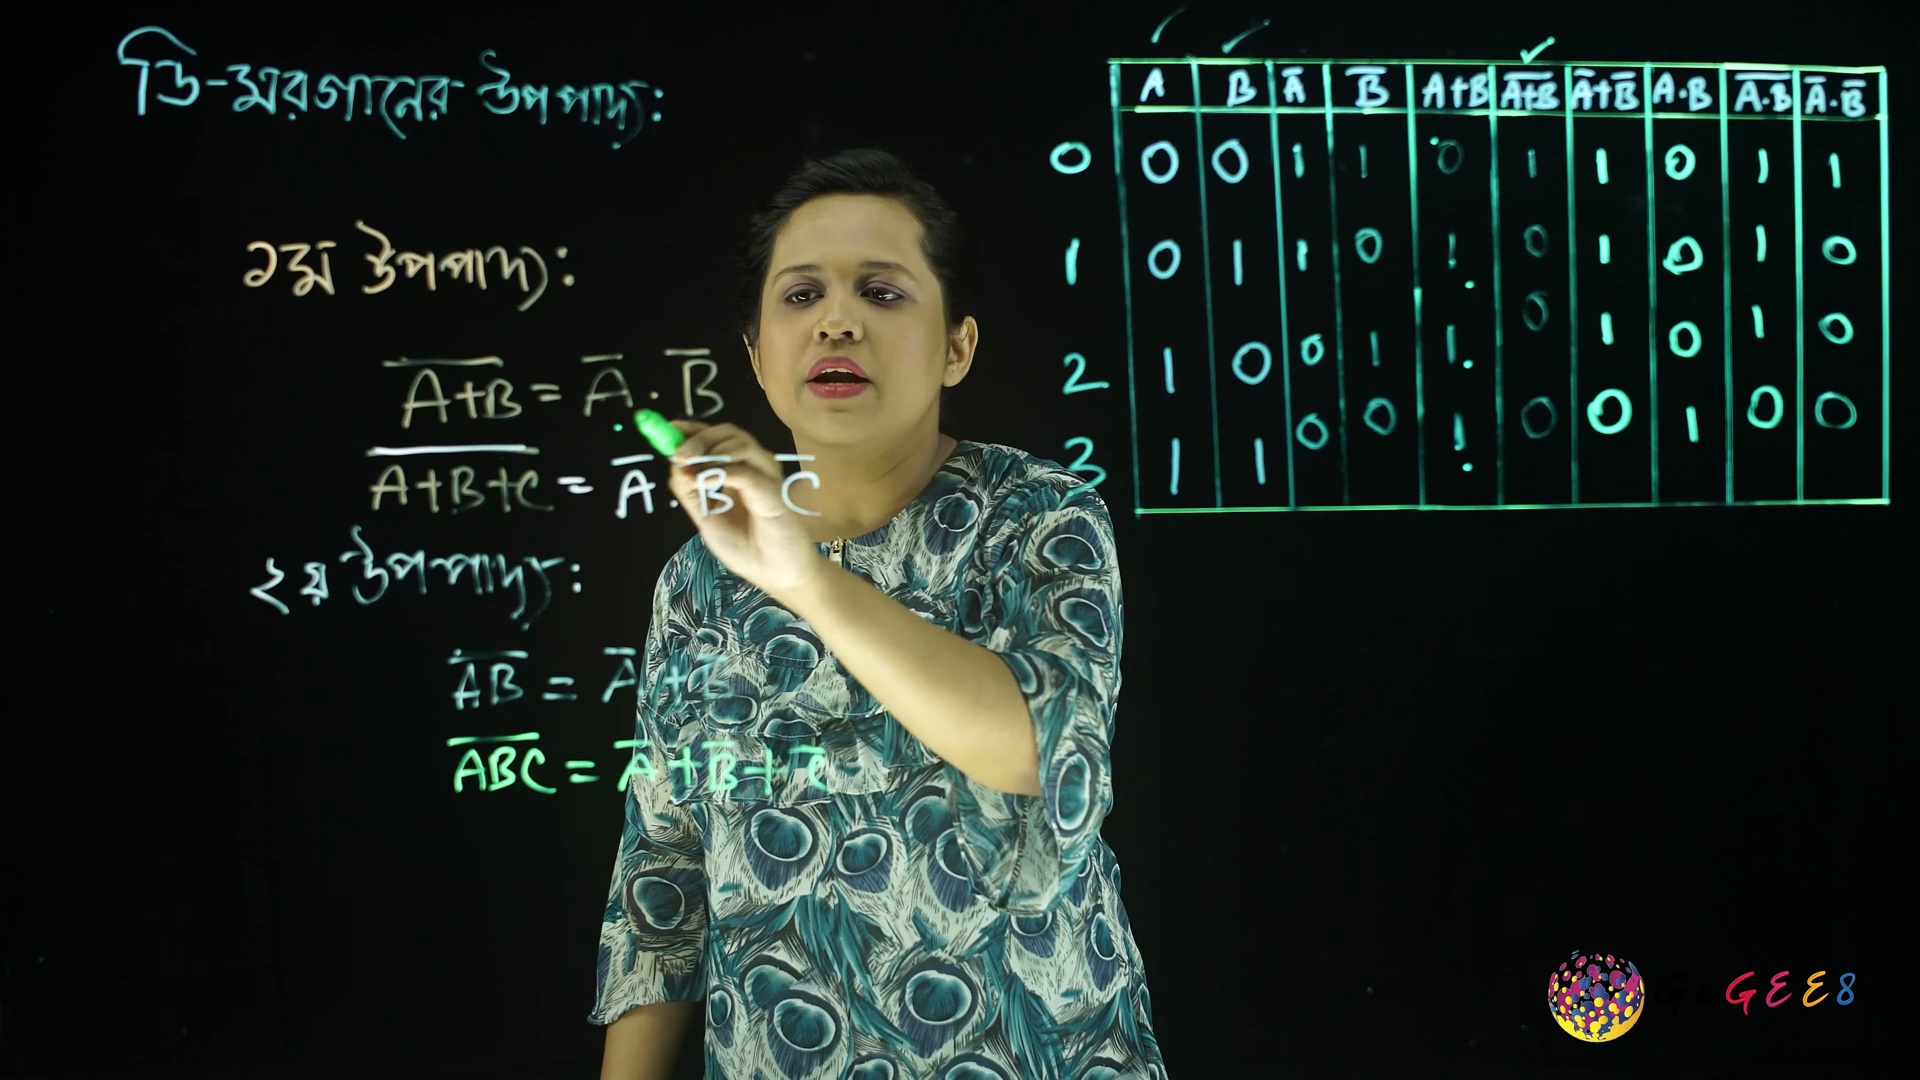 ডি-মরগানের উপপাদ্য:
১ম উপপাদ্য:
A̅+̅B̅ = A̅ . B̅
A̅+̅B̅+̅C̅ = A̅ . B̅ C̅
২য় উপপাদ্য:
A̅B̅ = A̅ + B̅
A̅B̅C̅ = A̅ + B̅ + C̅
A B A̅ B̅ A+B A̅+̅B̅ A̅+B̅ A.B A̅.̅B̅ A̅.B̅
0 0 0 1 1 0 1 1 0 1 1
1 0 1 1 0 1 0 1 0 1 0
2 1 0 0 1 1 0 1 0 1 0
3 1 1 0 0 1 0 0 1 0 0
GoGEE8